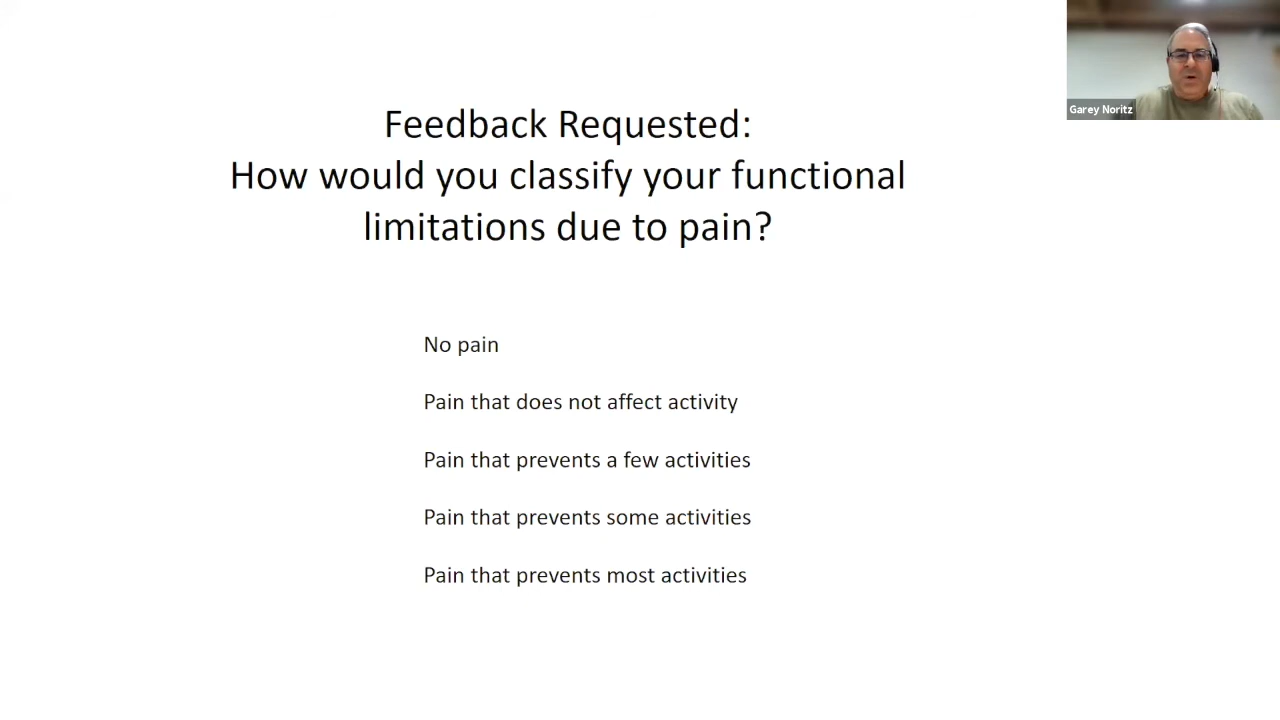 Feedback Requested:
How would you classify your functional
limitations due to pain?
Garey Noritz
No pain
Pain that does not affect activity
Pain that prevents a few activities
Pain that prevents some activities
Pain that prevents most activities